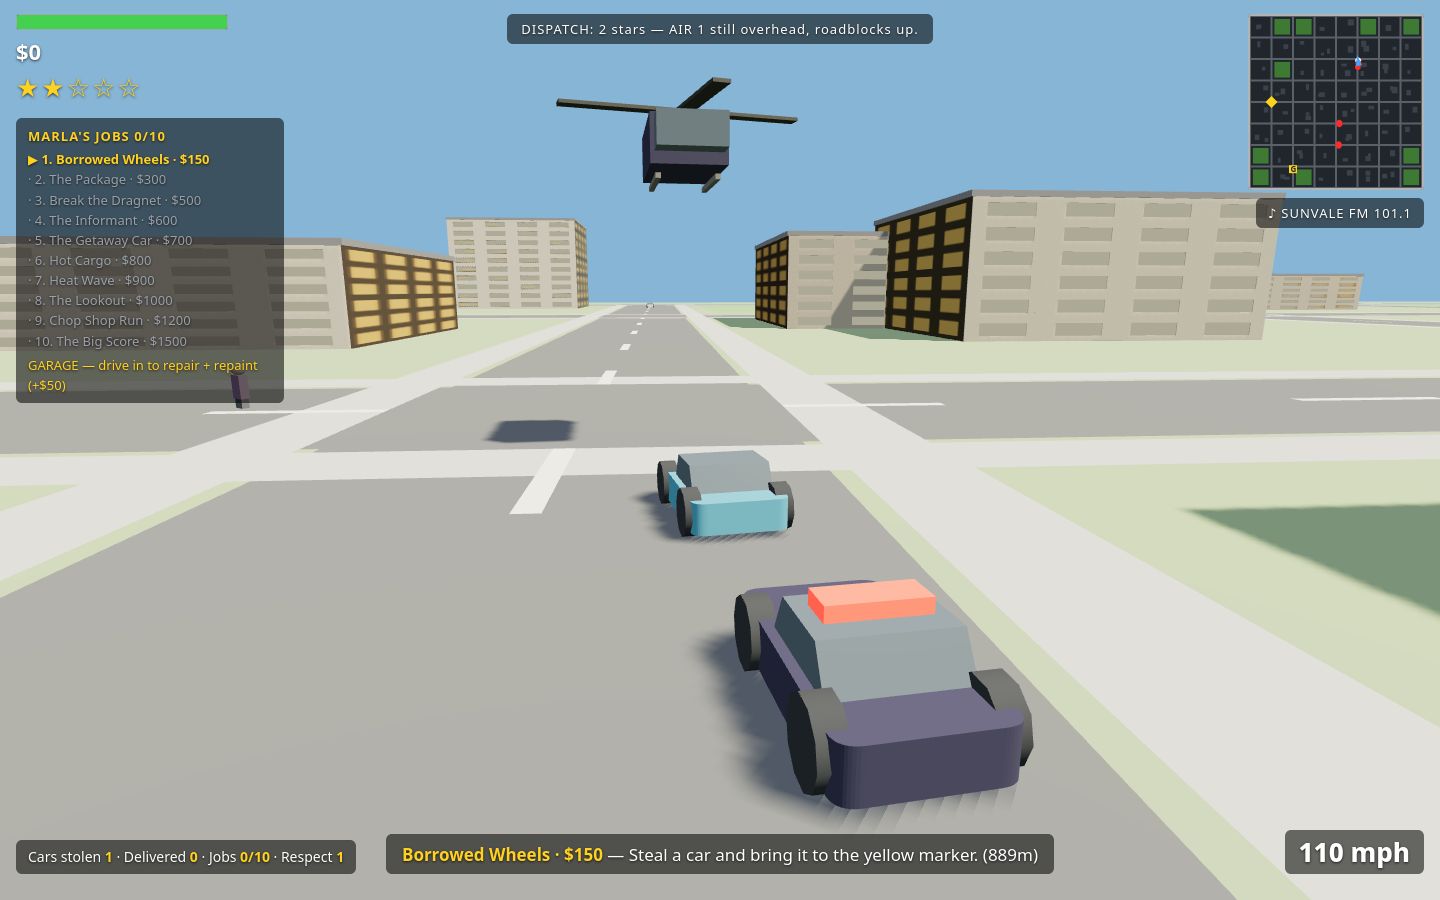 DISPATCH: 2 stars — AIR 1 still overhead, roadblocks up.
$0
★★☆☆☆
MARLA'S JOBS 0/10
▶ 1. Borrowed Wheels · $150
· 2. The Package · $300
· 3. Break the Dragnet · $500
· 4. The Informant · $600
· 5. The Getaway Car · $700
· 6. Hot Cargo · $800
· 7. Heat Wave · $900
· 8. The Lookout · $1000
· 9. Chop Shop Run · $1200
· 10. The Big Score · $1500
GARAGE — drive in to repair + repaint
(+$50)
G
♪ SUNVALE FM 101.1
Cars stolen 1 · Delivered 0 · Jobs 0/10 · Respect 1
Borrowed Wheels · $150 — Steal a car and bring it to the yellow marker. (889m)
110 mph